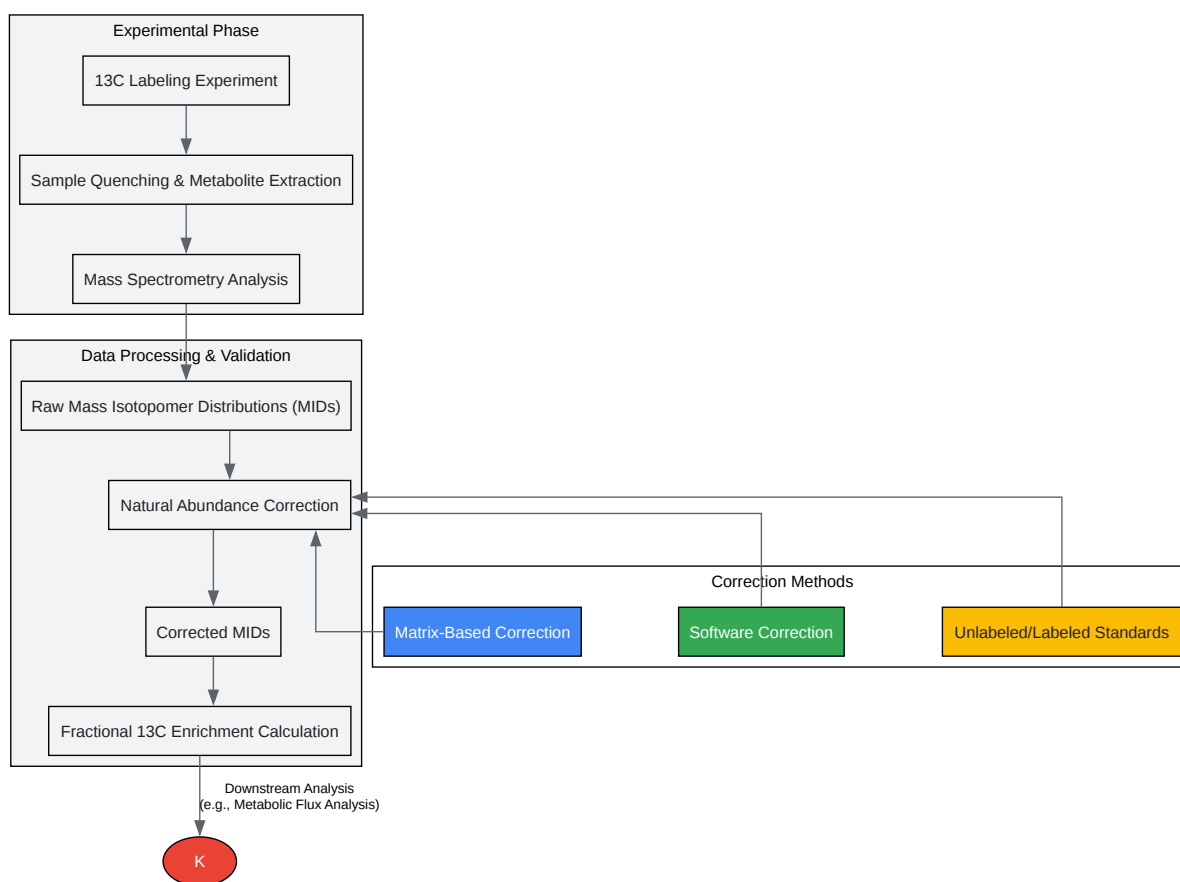 Experimental Phase
13C Labeling Experiment
Sample Quenching & Metabolite Extraction
Mass Spectrometry Analysis
Data Processing & Validation
Raw Mass Isotopomer Distributions (MIDs)
Natural Abundance Correction
Correction Methods
Matrix-Based Correction
Software Correction
Unlabeled/Labeled Standards
Corrected MIDs
Fractional 13C Enrichment Calculation
Downstream Analysis
(e.g., Metabolic Flux Analysis)
K